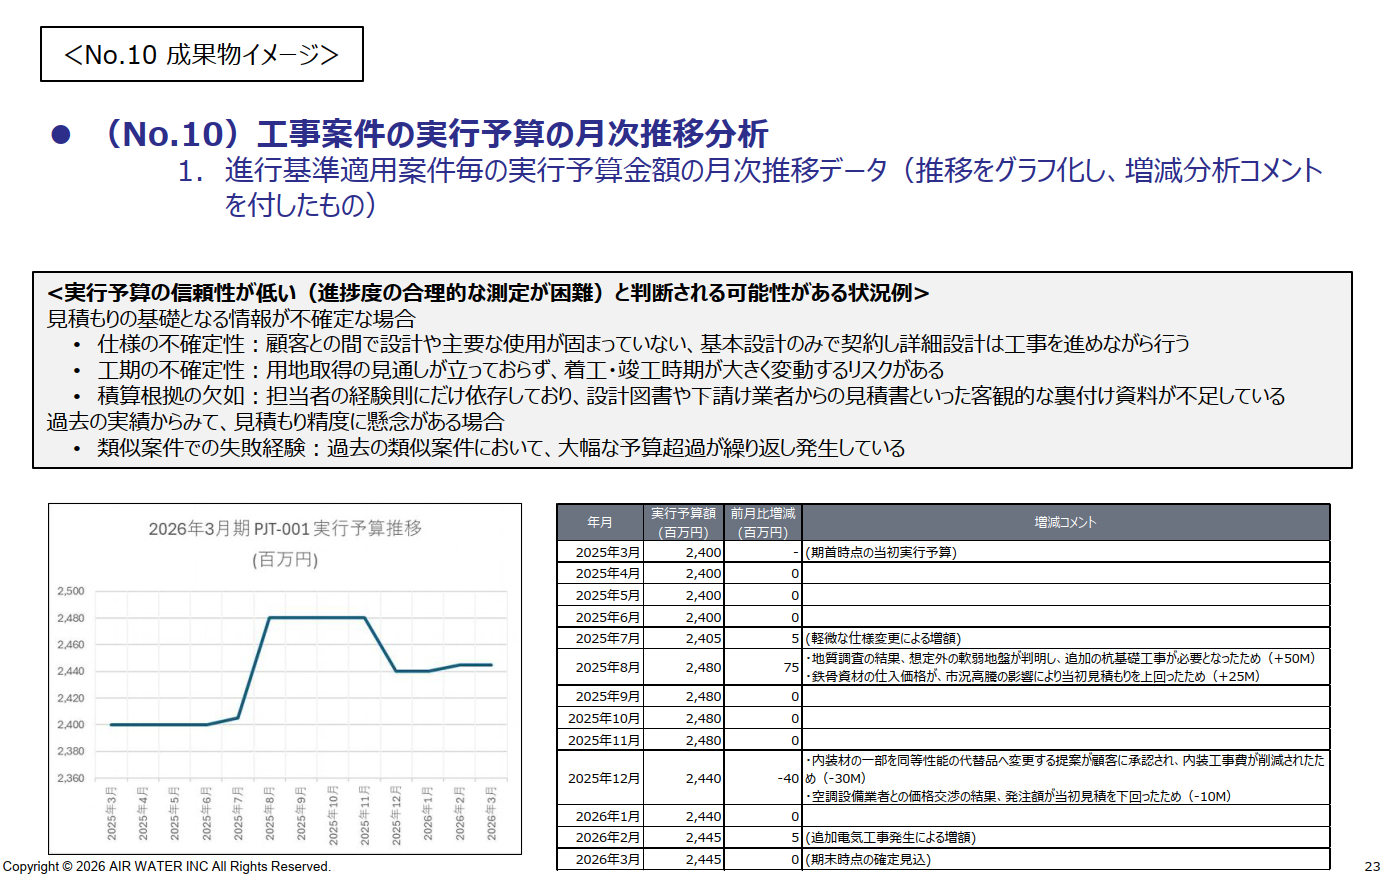 ＜No.10 成果物イメージ＞
● （No.10）工事案件の実行予算の月次推移分析
1. 進行基準適用案件毎の実行予算金額の月次推移データ（推移をグラフ化し、増減分析コメント
を付したもの）
<実行予算の信頼性が低い（進捗度の合理的な測定が困難）と判断される可能性がある状況例>
見積もりの基礎となる情報が不確定な場合
• 仕様の不確定性：顧客との間で設計や主要な使用が固まっていない、基本設計のみで契約し詳細設計は工事を進めながら行う
• 工期の不確定性：用地取得の見通しが立っておらず、着工・竣工時期が大きく変動するリスクがある
• 積算根拠の欠如：担当者の経験則にだけ依存しており、設計図書や下請け業者からの見積書といった客観的な裏付け資料が不足している
過去の実績からみて、見積もり精度に懸念がある場合
• 類似案件での失敗経験：過去の類似案件において、大幅な予算超過が繰り返し発生している
2026年3月期 PJT-001 実行予算推移
(百万円)
2,500
2,480
2,460
2,440
2,420
2,400
2,380
2,360
2025年3月 2025年4月 2025年5月 2025年6月 2025年7月 2025年8月 2025年9月 2025年10月 2025年11月 2025年12月 2026年1月 2026年2月 2026年3月
年月 実行予算額（百万円） 前月比増減（百万円） 増減コメント
2025年3月 2,400 - (期首時点の当初実行予算)
2025年4月 2,400 0
2025年5月 2,400 0
2025年6月 2,400 0
2025年7月 2,405 5 (軽微な仕様変更による増額)
2025年8月 2,480 75 ・地質調査の結果、想定外の軟弱地盤が判明し、追加の杭基礎工事が必要となったため（+50M）
・鉄骨資材の仕入価格が、市況高騰の影響により当初見積もりを上回ったため（+25M）
2025年9月 2,480 0
2025年10月 2,480 0
2025年11月 2,480 0
2025年12月 2,440 -40 ・内装材の一部を同等性能の代替品へ変更する提案が顧客に承認され、内装工事費が削減されたた
め（-30M）
・空調設備業者との価格交渉の結果、発注額が当初見積を下回ったため（-10M）
2026年1月 2,440 0
2026年2月 2,445 5 (追加電気工事発生による増額)
2026年3月 2,445 0 (期末時点の確定見込)
Copyright © 2026 AIR WATER INC All Rights Reserved.
23